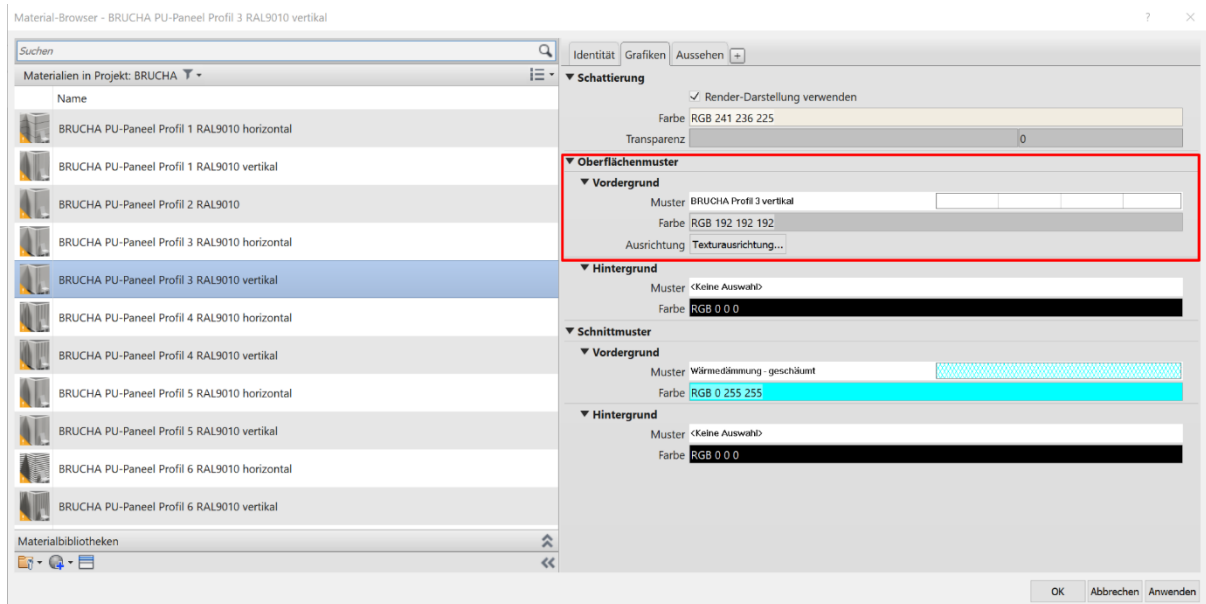 Material-Browser - BRUCHA PU-Paneel Profil 3 RAL9010 vertikal
?
Suchen
Materialien in Projekt: BRUCHA
Name
BRUCHA PU-Paneel Profil 1 RAL9010 horizontal
BRUCHA PU-Paneel Profil 1 RAL9010 vertikal
BRUCHA PU-Paneel Profil 2 RAL9010
BRUCHA PU-Paneel Profil 3 RAL9010 horizontal
BRUCHA PU-Paneel Profil 3 RAL9010 vertikal
BRUCHA PU-Paneel Profil 4 RAL9010 horizontal
BRUCHA PU-Paneel Profil 4 RAL9010 vertikal
BRUCHA PU-Paneel Profil 5 RAL9010 horizontal
BRUCHA PU-Paneel Profil 5 RAL9010 vertikal
BRUCHA PU-Paneel Profil 6 RAL9010 horizontal
BRUCHA PU-Paneel Profil 6 RAL9010 vertikal
Materialbibliotheken
Identität Grafiken Aussehen +
Schattierung
Render-Darstellung verwenden
Farbe RGB 241 236 225
Transparenz 0
Oberflächenmuster
Vordergrund
Muster BRUCHA Profil 3 vertikal
Farbe RGB 192 192 192
Ausrichtung Texturausrichtung...
Hintergrund
Muster <Keine Auswahl>
Farbe RGB 0 0 0
Schnittmuster
Vordergrund
Muster Wärmedämmung - geschäumt
Farbe RGB 0 255 255
Hintergrund
Muster <Keine Auswahl>
Farbe RGB 0 0 0
OK Abbrechen Anwenden